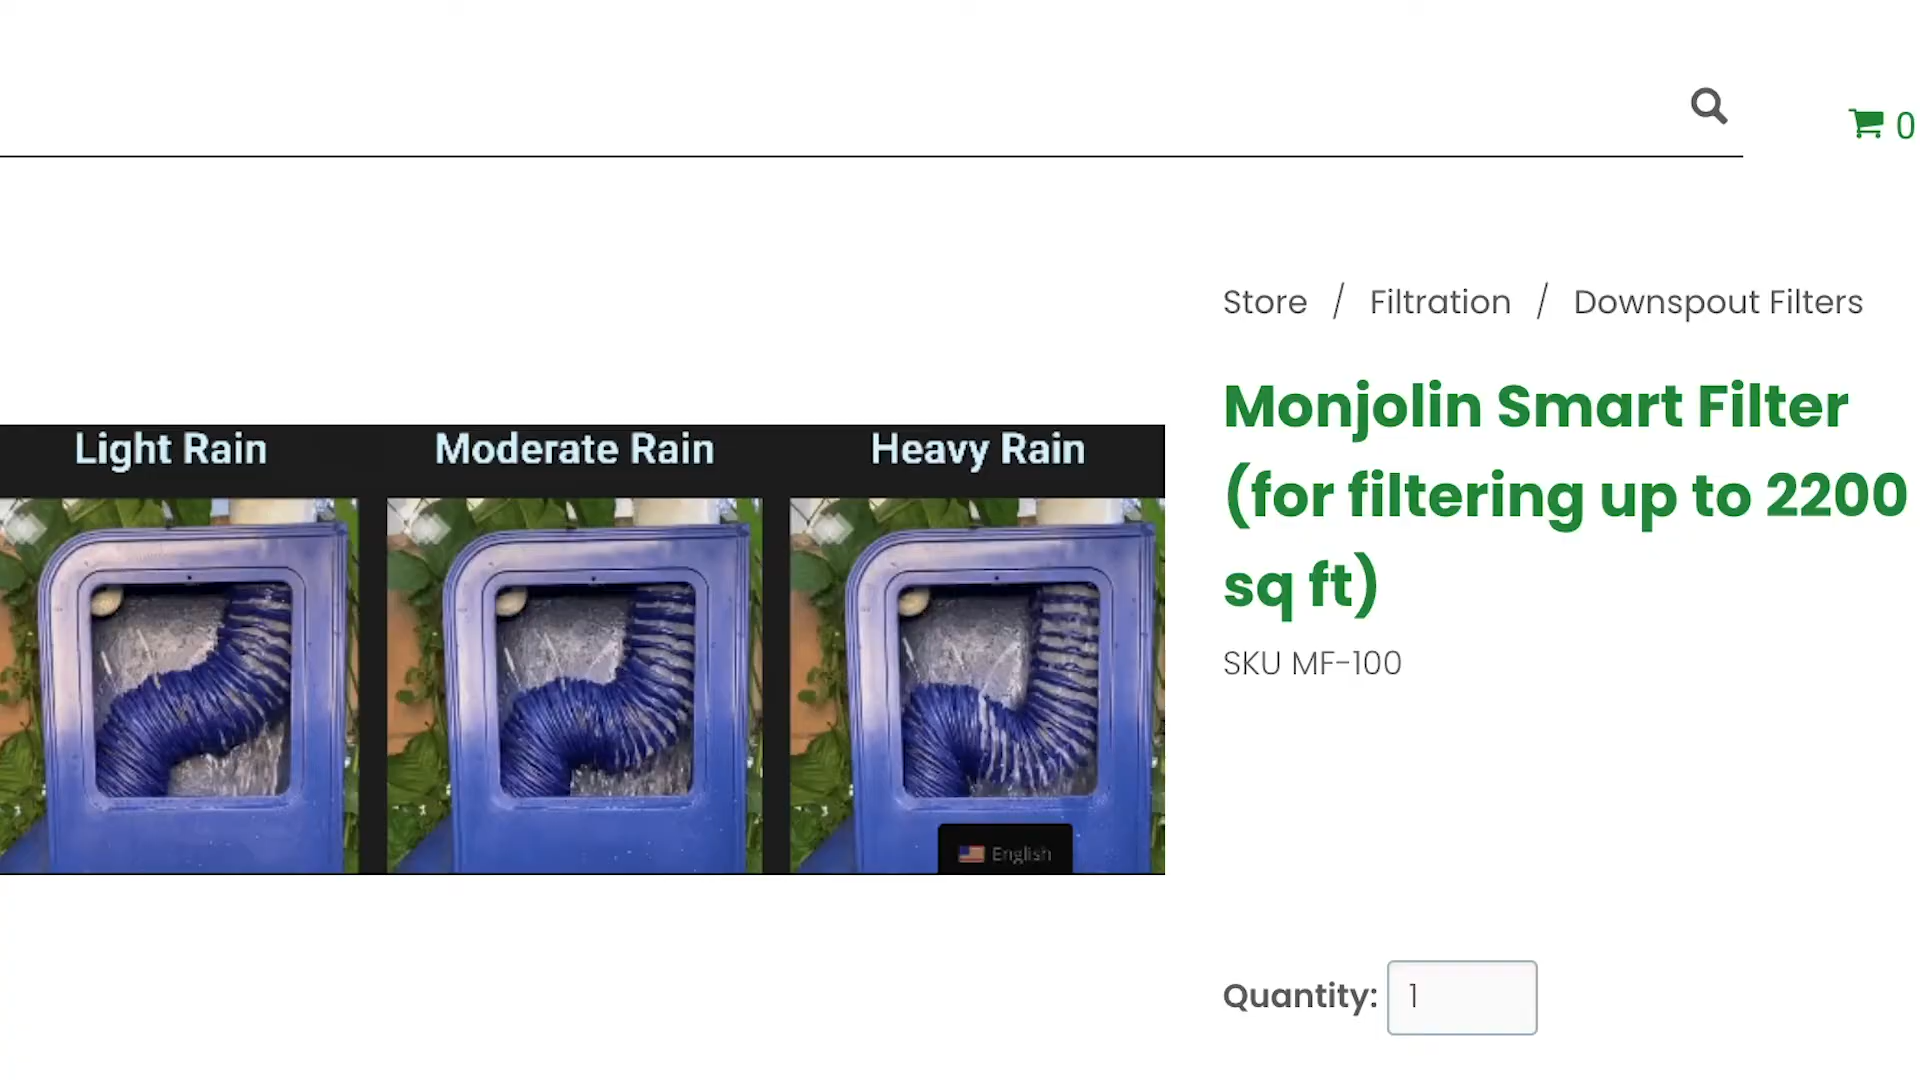 0
Store / Filtration / Downspout Filters
Monjolin Smart Filter
(for filtering up to 2200
sq ft)
SKU MF-100
Light Rain
Moderate Rain
Heavy Rain
English
Quantity: 1